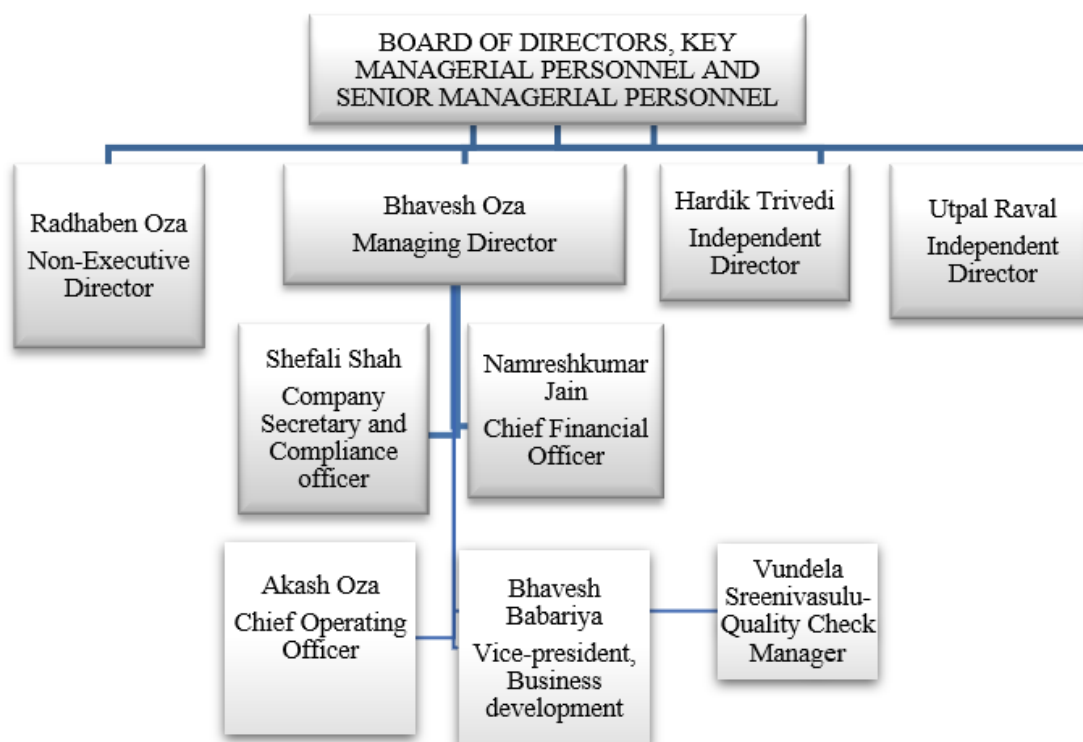 BOARD OF DIRECTORS, KEY
MANAGERIAL PERSONNEL AND
SENIOR MANAGERIAL PERSONNEL
Radhaben Oza
Non-Executive
Director
Bhavesh Oza
Managing Director
Hardik Trivedi
Independent
Director
Utpal Raval
Independent
Director
Shefali Shah
Company
Secretary and
Compliance
officer
Namreshkumar
Jain
Chief Financial
Officer
Akash Oza
Chief Operating
Officer
Bhavesh
Babariya
Vice-president,
Business
development
Vundela
Sreenivasulu-
Quality Check
Manager